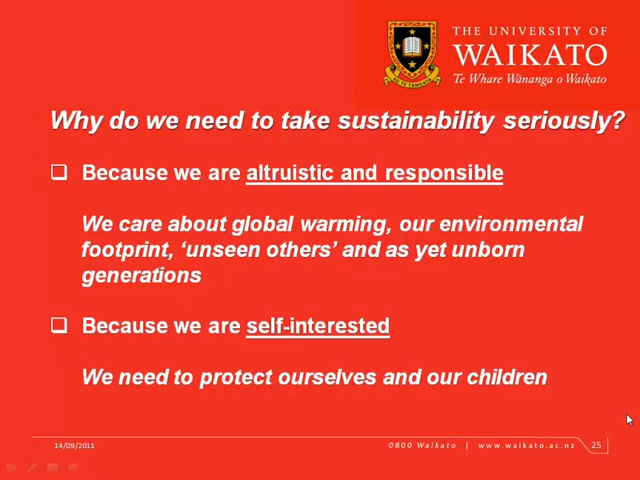 THE UNIVERSITY OF
WAIKATO
Te Whare Wānanga o Waikato
KO TE TANGATA
Why do we need to take sustainability seriously?
Because we are altruistic and responsible
We care about global warming, our environmental
footprint, ‘unseen others’ and as yet unborn
generations
Because we are self-interested
We need to protect ourselves and our children
14/09/2011
0800 Waikato | www.waikato.ac.nz 25